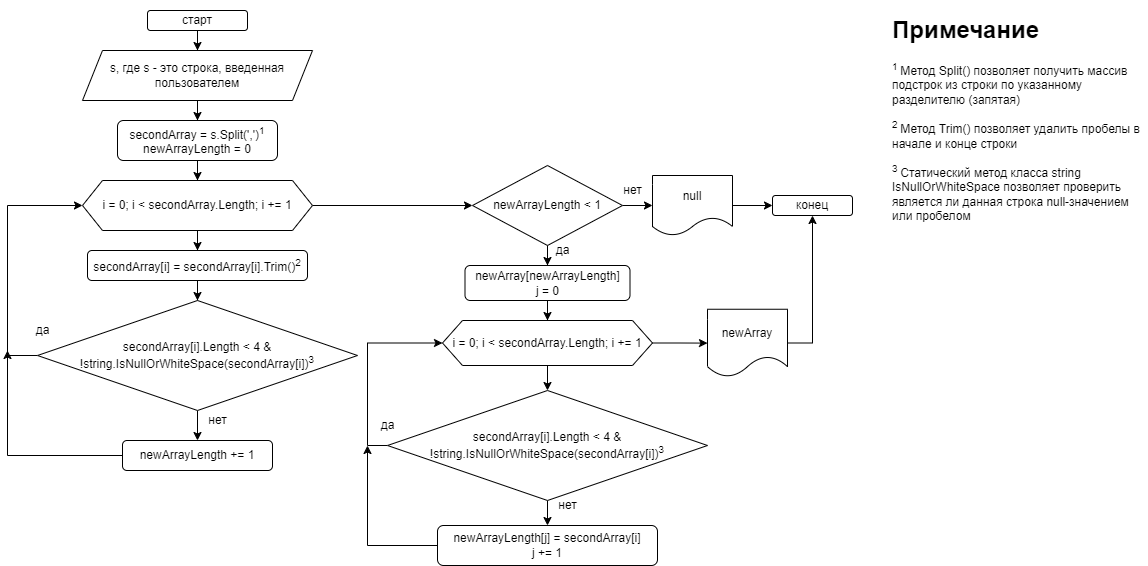 старт
s, где s - это строка, введенная
пользователем
secondArray = s.Split(',')1
newArrayLength = 0
i = 0; i < secondArray.Length; i += 1
secondArray[i] = secondArray[i].Trim()2
да
secondArray[i].Length < 4 &
!string.IsNullOrWhiteSpace(secondArray[i])3
нет
newArrayLength += 1
newArrayLength < 1
нет
null
конец
да
newArray[newArrayLength]
j = 0
i = 0; i < secondArray.Length; i += 1
newArray
да
secondArray[i].Length < 4 &
!string.IsNullOrWhiteSpace(secondArray[i])3
нет
newArrayLength[j] = secondArray[i]
j += 1
Примечание
1 Метод Split() позволяет получить массив
подстрок из строки по указанному
разделителю (запятая)
2 Метод Trim() позволяет удалить пробелы в
начале и конце строки
3 Статический метод класса string
IsNullOrWhiteSpace позволяет проверить
является ли данная строка null-значением
или пробелом